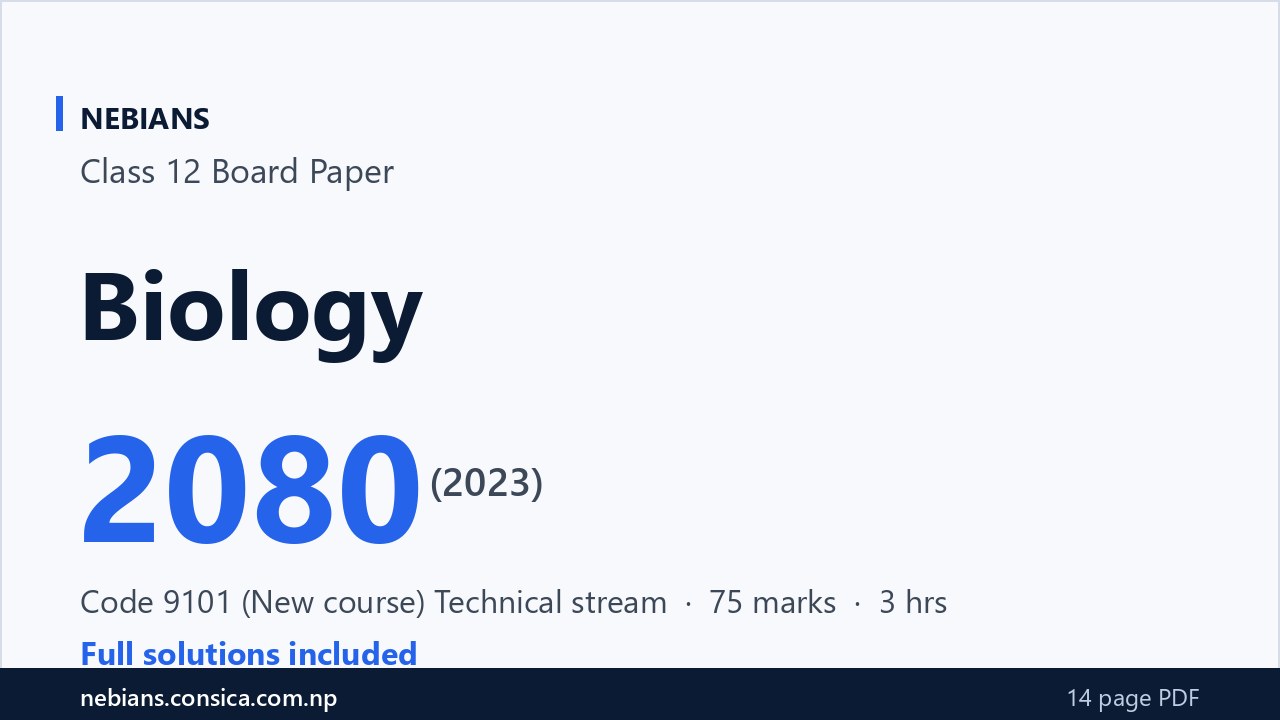 NEBIANS
Class 12 Board Paper
Biology
2080 (2023)
Code 9101 (New course) Technical stream · 75 marks · 3 hrs
Full solutions included
nebians.consica.com.np
14 page PDF